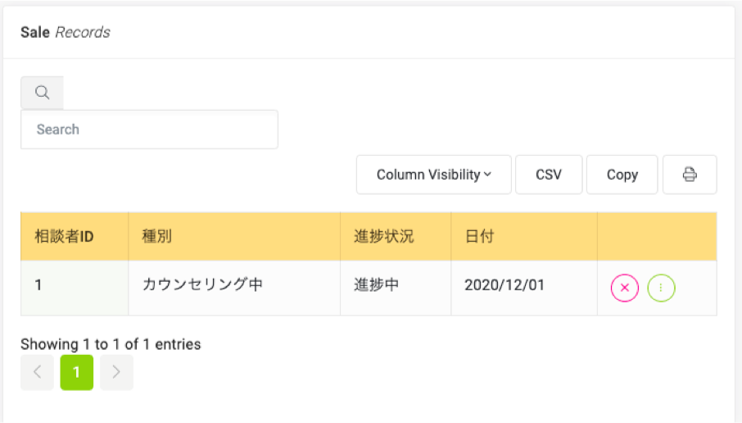 Sale Records
Search
Column Visibility CSV Copy
相談者ID 種別 進捗状況 日付
1 カウンセリング中 進捗中 2020/12/01
Showing 1 to 1 of 1 entries
1